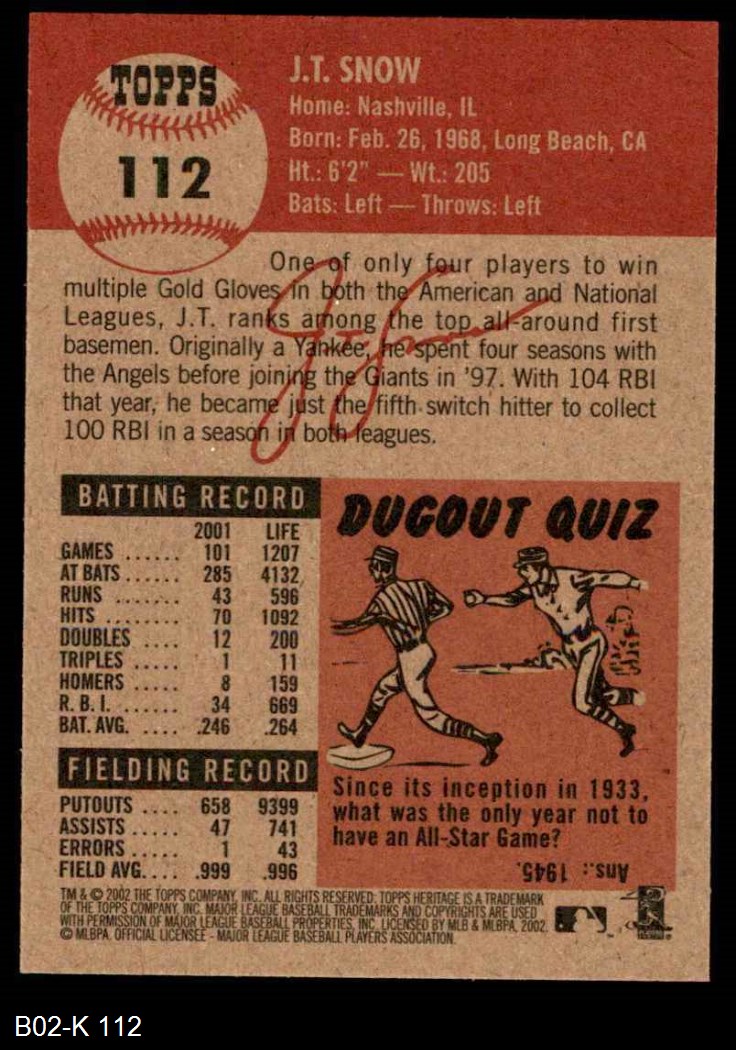 TOPPS
112
J.T. SNOW
Home: Nashville, IL
Born: Feb. 26, 1968, Long Beach, CA
Ht.: 6'2" — Wt.: 205
Bats: Left — Throws: Left
One of only four players to win
multiple Gold Gloves in both the American and National
Leagues, J.T. ranks among the top all-around first
basemen. Originally a Yankee, he spent four seasons with
the Angels before joining the Giants in '97. With 104 RBI
that year, he became just the fifth switch hitter to collect
100 RBI in a season in both leagues.
BATTING RECORD
2001 LIFE
GAMES ...... 101 1207
AT BATS ...... 285 4132
RUNS ....... 43 596
HITS ........ 70 1092
DOUBLES .... 12 200
TRIPLES ..... 1 11
HOMERS ..... 8 159
R.B.I. ....... 34 669
BAT. AVG. .... .246 .264
FIELDING RECORD
PUTOUTS .... 658 9399
ASSISTS ..... 47 741
ERRORS ..... 1 43
FIELD AVG. ... .999 .996
DUGOUT QUIZ
Since its inception in 1933,
what was the only year not to
have an All-Star Game?
Ans.: 1945.
TM & © 2002 THE TOPPS COMPANY, INC. ALL RIGHTS RESERVED. TOPPS HERITAGE IS A TRADEMARK
OF THE TOPPS COMPANY, INC. MAJOR LEAGUE BASEBALL TRADEMARKS AND COPYRIGHTS ARE USED
WITH PERMISSION OF MAJOR LEAGUE BASEBALL PROPERTIES, INC. LICENSED BY MLB & MLBPA, 2002.
© MLBPA. OFFICIAL LICENSEE - MAJOR LEAGUE BASEBALL PLAYERS ASSOCIATION.
B02-K 112